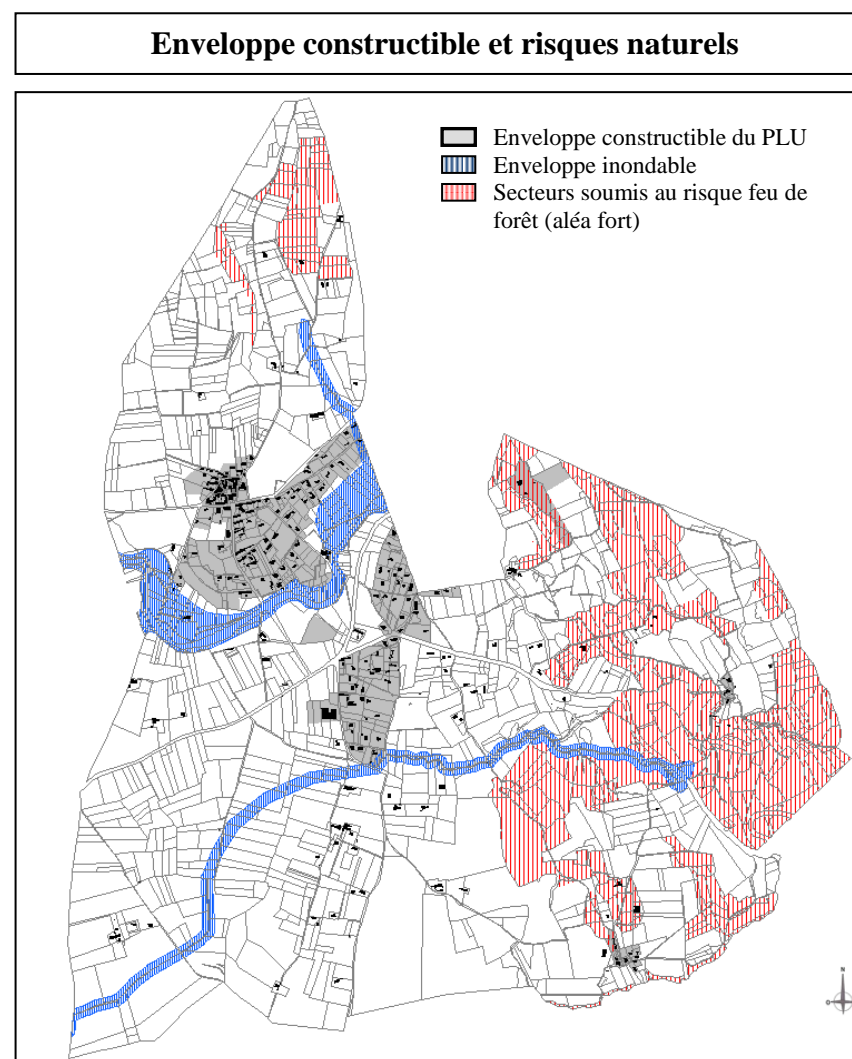 Enveloppe constructible et risques naturels
Enveloppe constructible du PLU
Enveloppe inondable
Secteurs soumis au risque feu de
forêt (aléa fort)
N